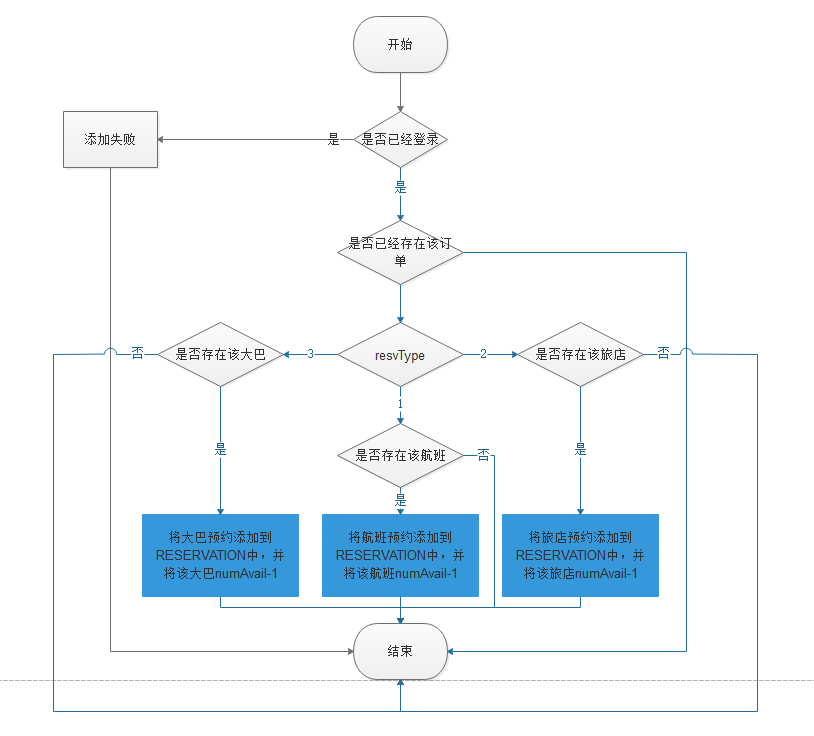 开始
添加失败
是
是否已经登录
是
是否已经存在该订
单
否
是否存在该大巴
3
resvType
2
是否存在该旅店
否
1
是否存在该航班
否
是
是
是
将大巴预约添加到
RESERVATION中，并
将该大巴numAvail-1
将航班预约添加到
RESERVATION中，并
将该航班numAvail-1
将旅店预约添加到
RESERVATION中，并
将该旅店numAvail-1
结束